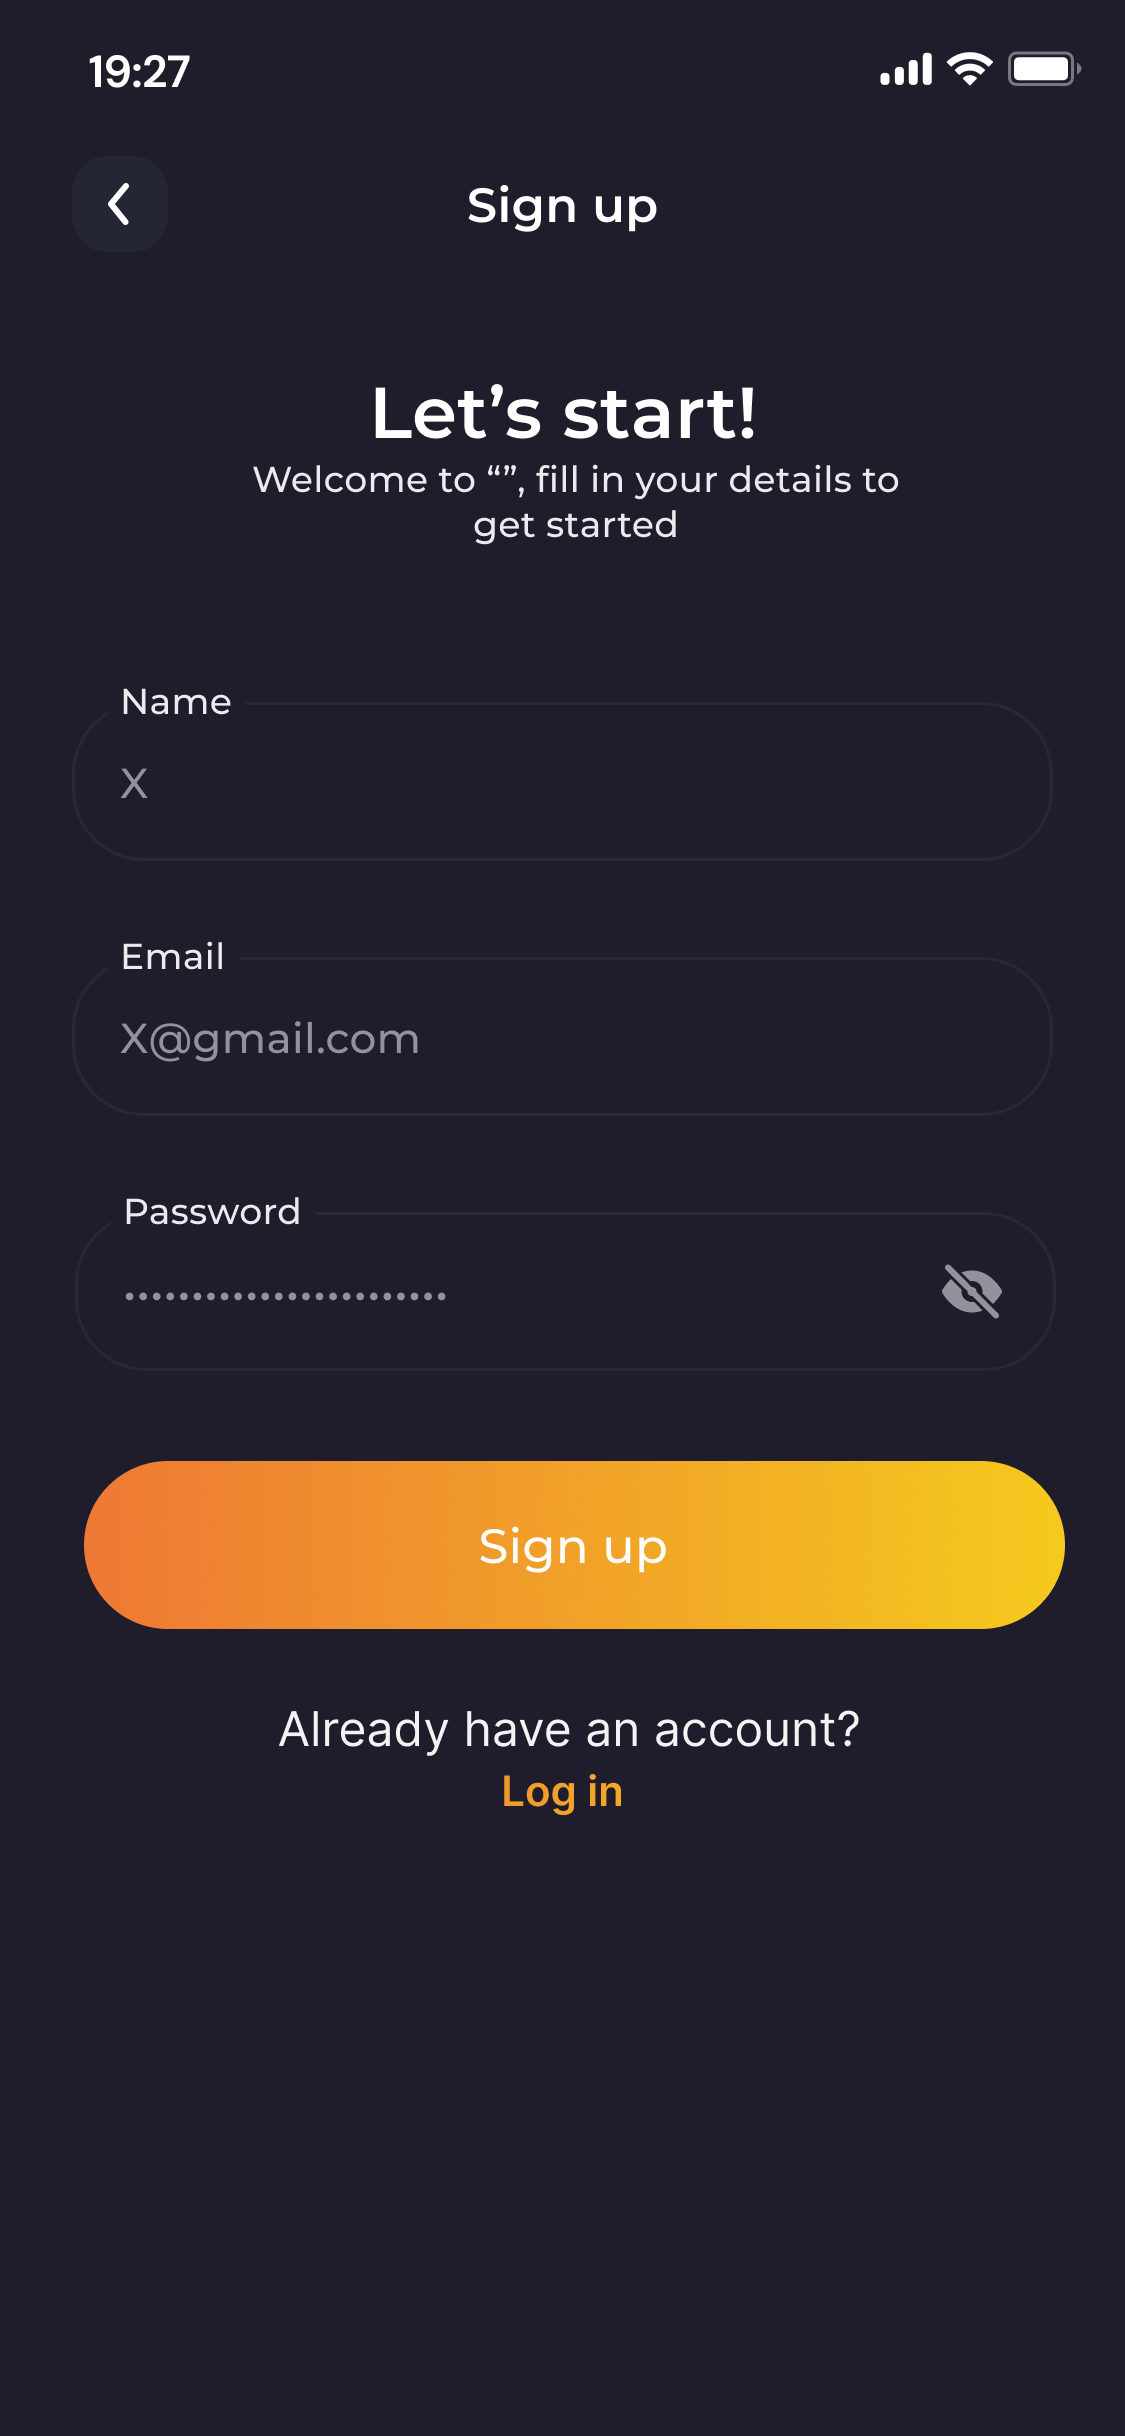 19:27
Sign up
Let’s start!
Welcome to “”, fill in your details to
get started
Name
X
Email
X@gmail.com
Password
Sign up
Already have an account?
Log in